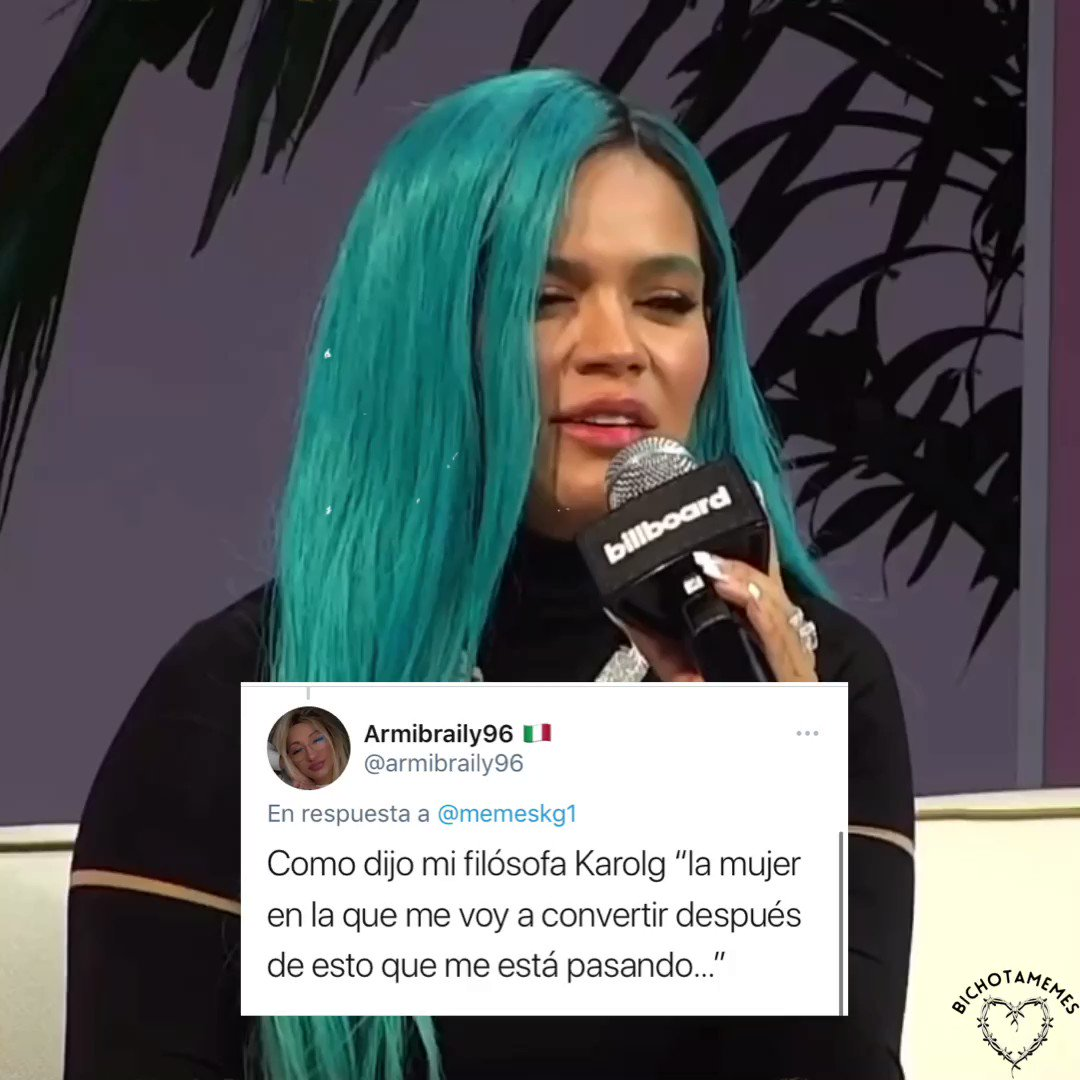 billboard
Armibraily96 🇮🇹
@armibraily96
En respuesta a @memeskg1
Como dijo mi filósofa Karolg “la mujer
en la que me voy a convertir después
de esto que me está pasando...”
BICHOTAMEMES